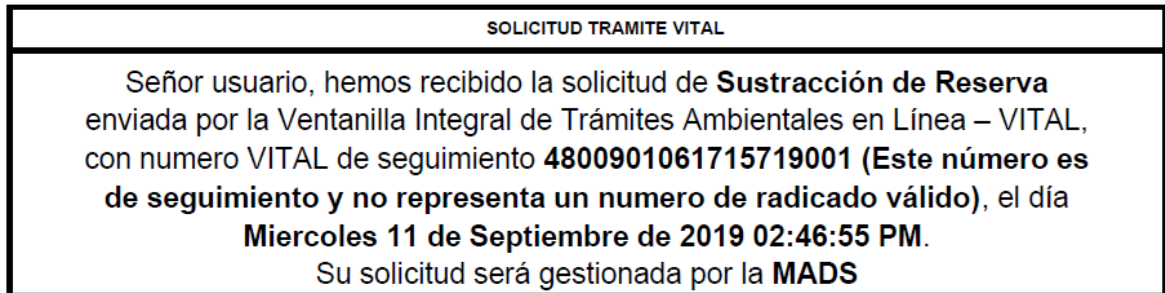 SOLICITUD TRAMITE VITAL
Señor usuario, hemos recibido la solicitud de Sustracción de Reserva
enviada por la Ventanilla Integral de Trámites Ambientales en Línea – VITAL,
con numero VITAL de seguimiento 4800901061715719001 (Este número es
de seguimiento y no representa un numero de radicado válido), el día
Miercoles 11 de Septiembre de 2019 02:46:55 PM.
Su solicitud será gestionada por la MADS